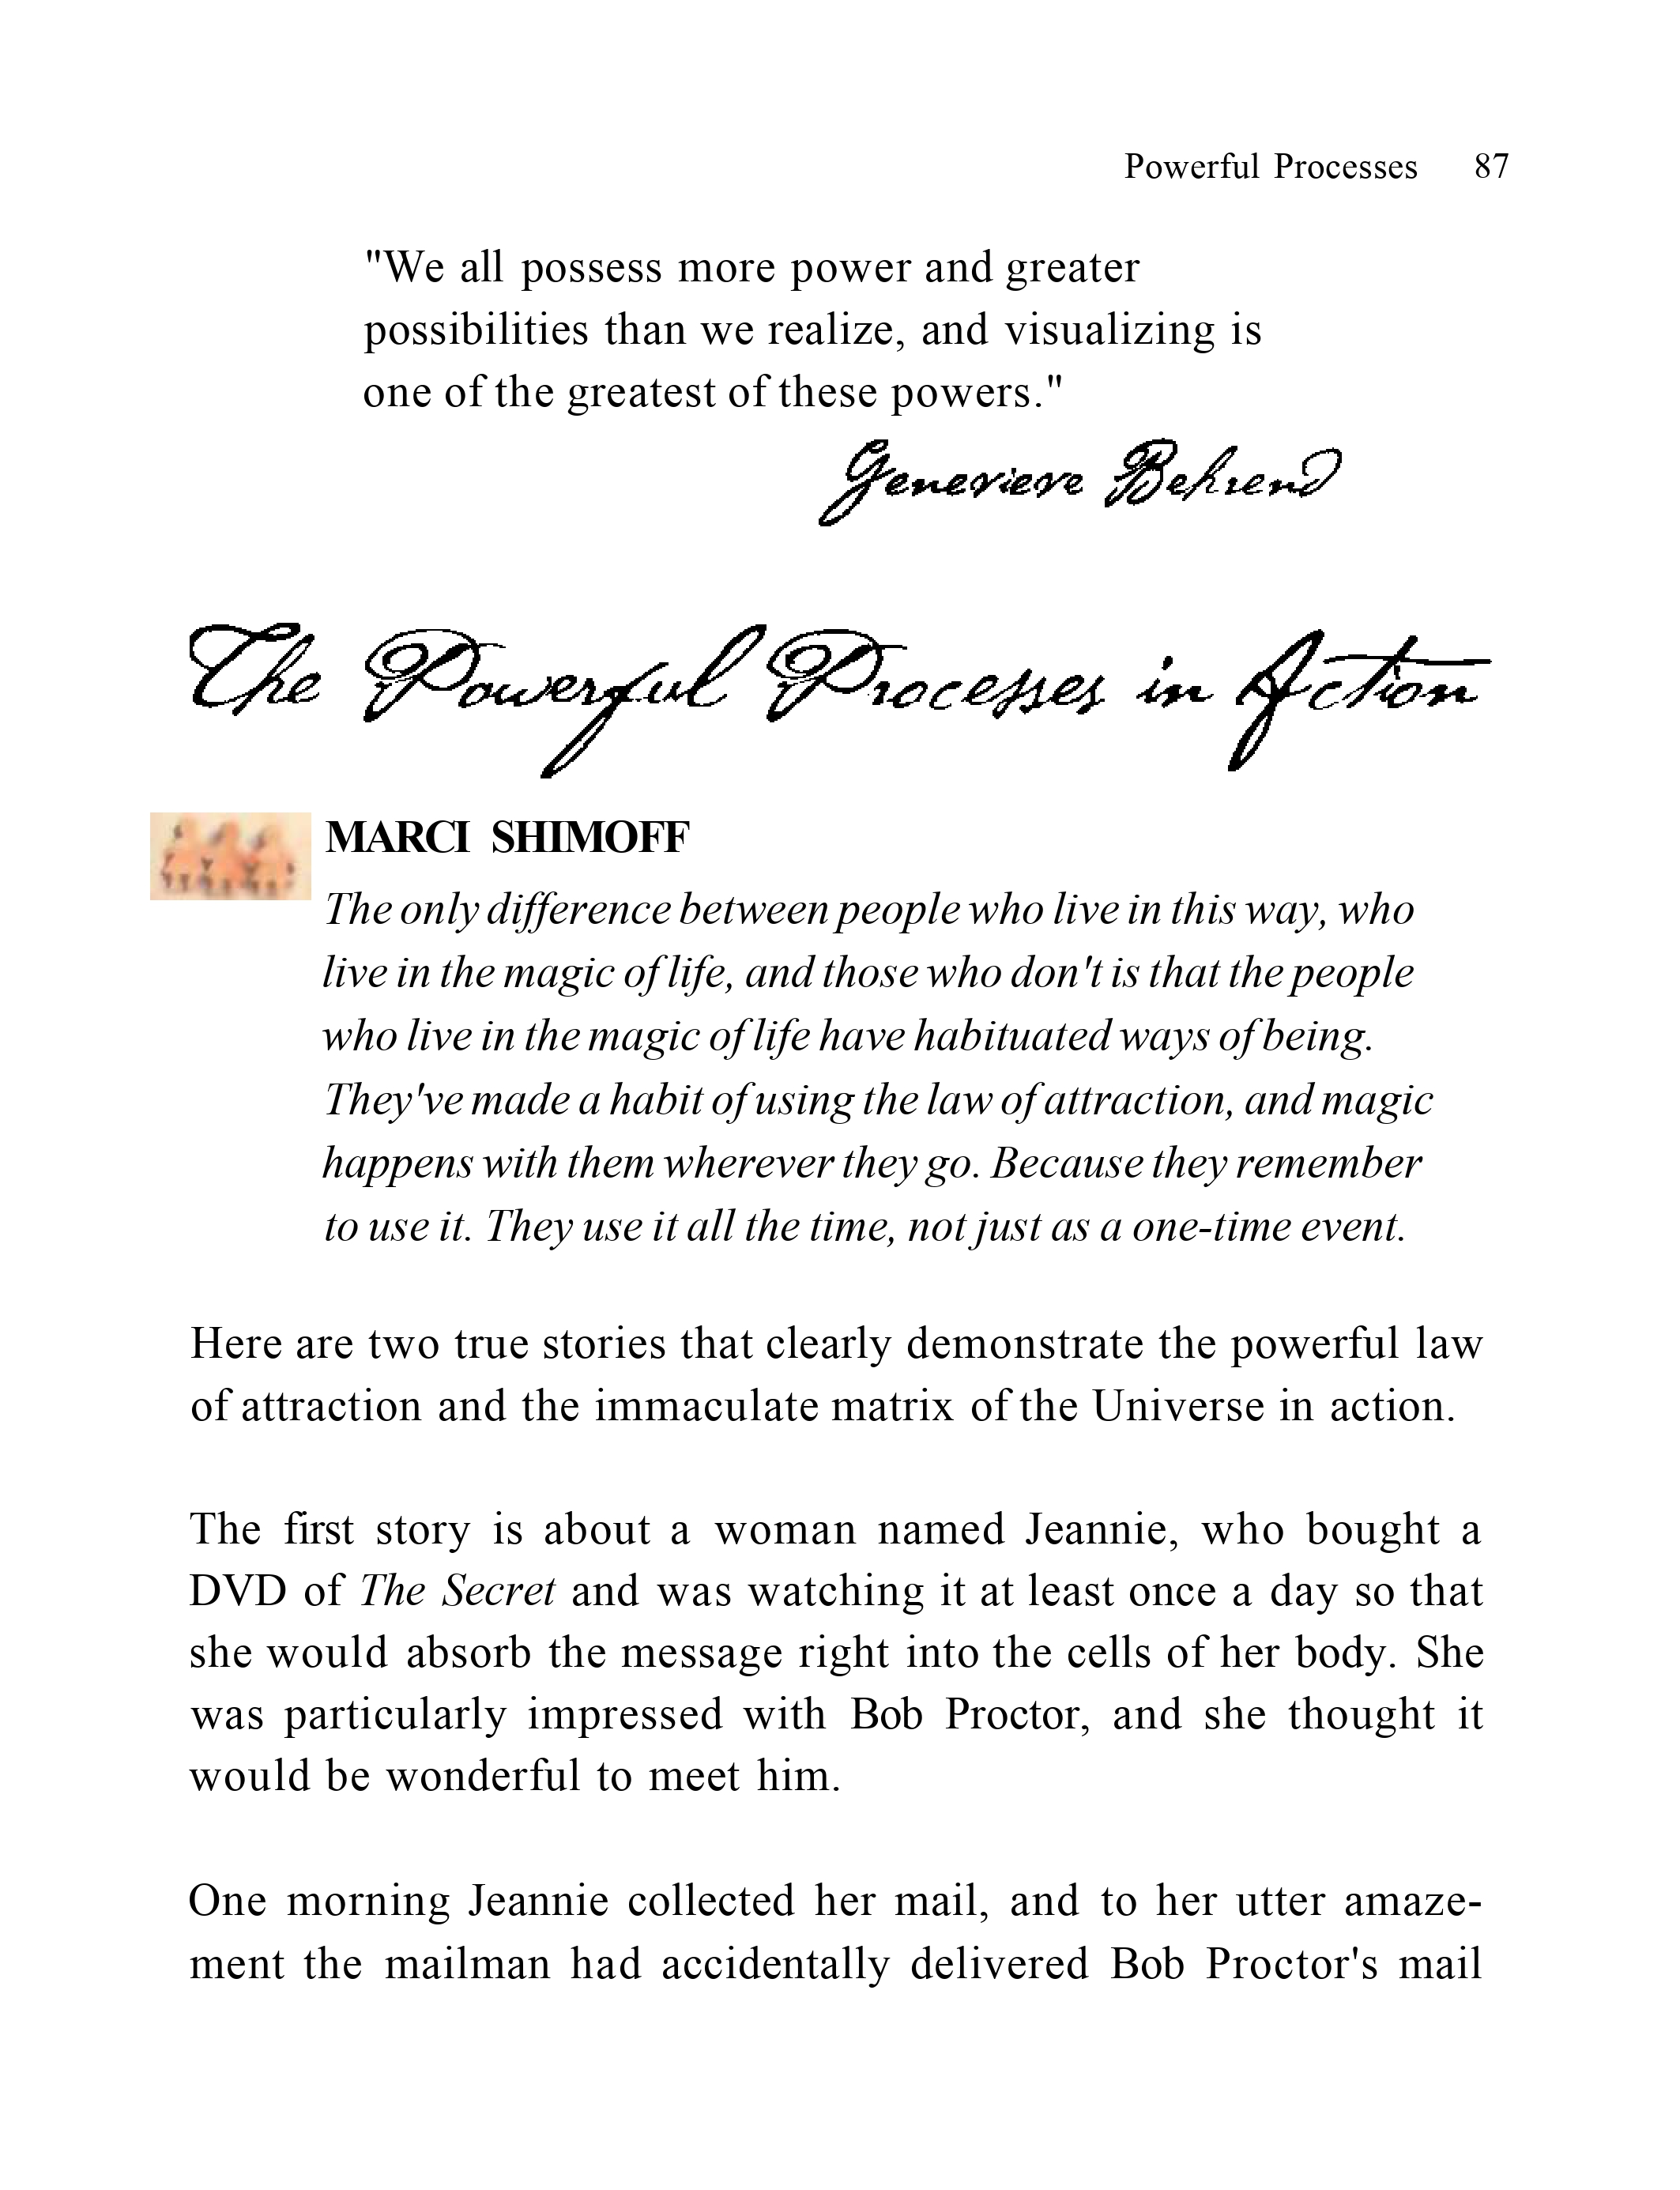 Powerful Processes 87
"We all possess more power and greater
possibilities than we realize, and visualizing is
one of the greatest of these powers."
Genevieve Behrend
The Powerful Processes in Action
MARCI SHIMOFF
The only difference between people who live in this way, who
live in the magic of life, and those who don't is that the people
who live in the magic of life have habituated ways of being.
They've made a habit of using the law of attraction, and magic
happens with them wherever they go. Because they remember
to use it. They use it all the time, not just as a one-time event.
Here are two true stories that clearly demonstrate the powerful law
of attraction and the immaculate matrix of the Universe in action.
The first story is about a woman named Jeannie, who bought a
DVD of The Secret and was watching it at least once a day so that
she would absorb the message right into the cells of her body. She
was particularly impressed with Bob Proctor, and she thought it
would be wonderful to meet him.
One morning Jeannie collected her mail, and to her utter amaze-
ment the mailman had accidentally delivered Bob Proctor's mail